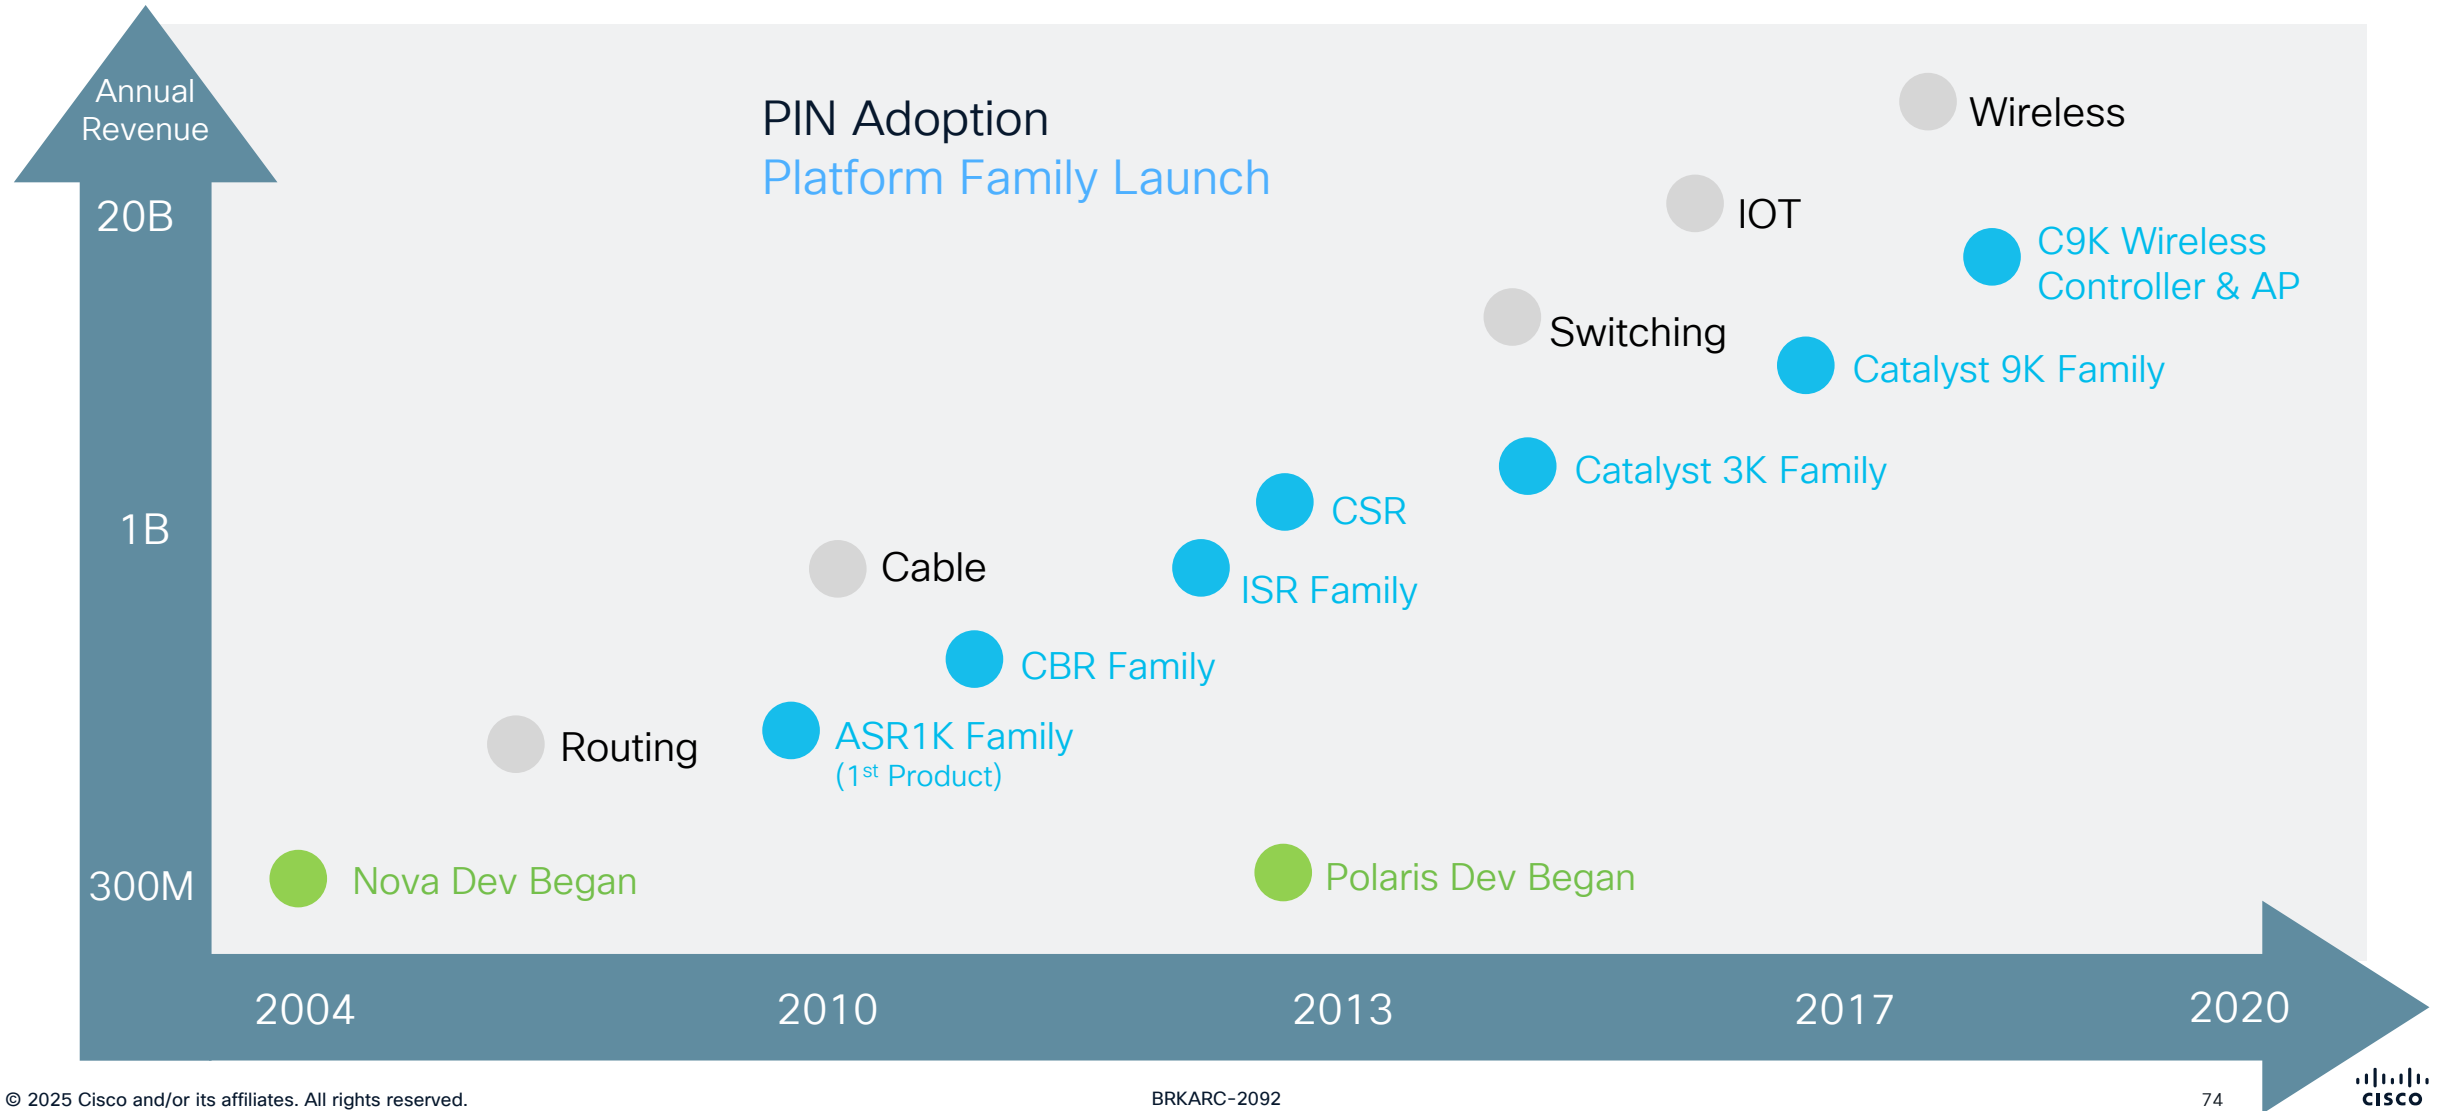 Annual
Revenue
20B
1B
300M
PIN Adoption
Platform Family Launch
Wireless
IOT
C9K Wireless
Controller & AP
Switching
Catalyst 9K Family
Catalyst 3K Family
CSR
Cable
ISR Family
CBR Family
Routing
ASR1K Family
(1st Product)
Nova Dev Began
Polaris Dev Began
2004
2010
2013
2017
2020
© 2025 Cisco and/or its affiliates. All rights reserved.
BRKARC-2092
74
CISCO